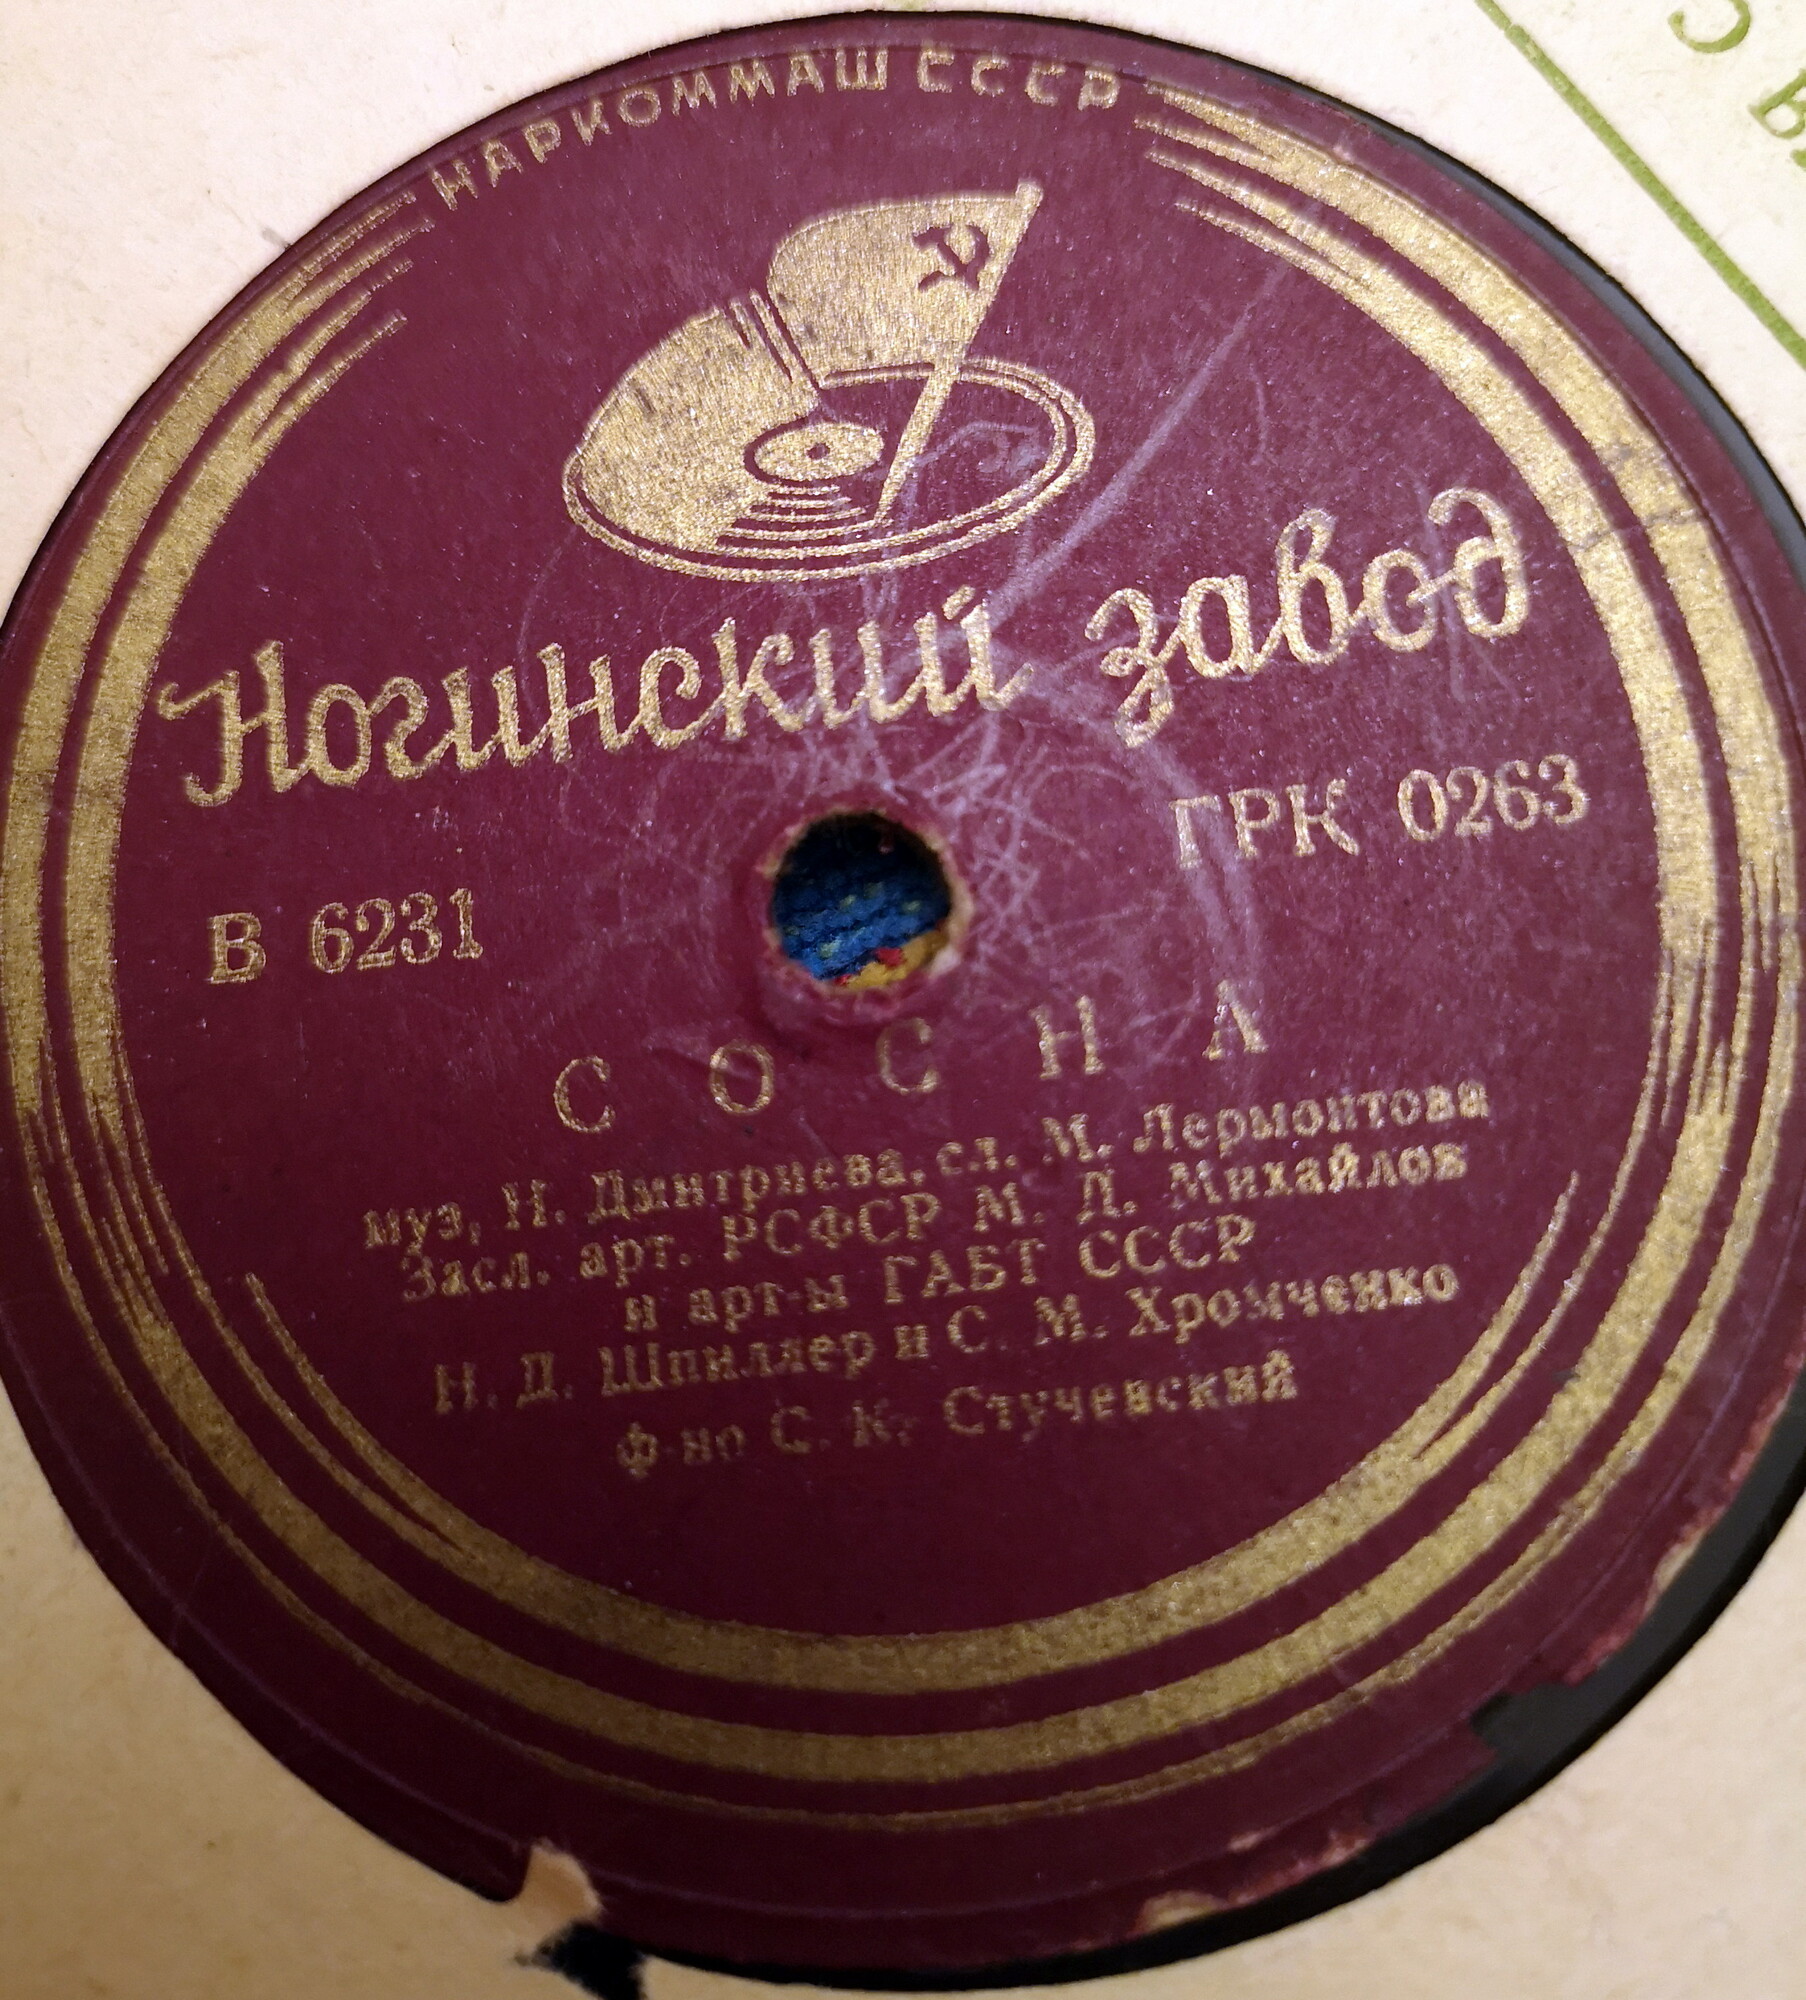 НАРКОММАШ СССР
Ногинский завод
ГРК 0263
В 6231
СОСНА
муз, Н. Дмитриева, сл. М. Лермонтова
Засл. арт. РСФСР М. Д. Михайлов
и арт-ы ГАБТ СССР
Н. Д. Шпиллер и С. М. Хромченко
Ф-но С. К. Стучевский